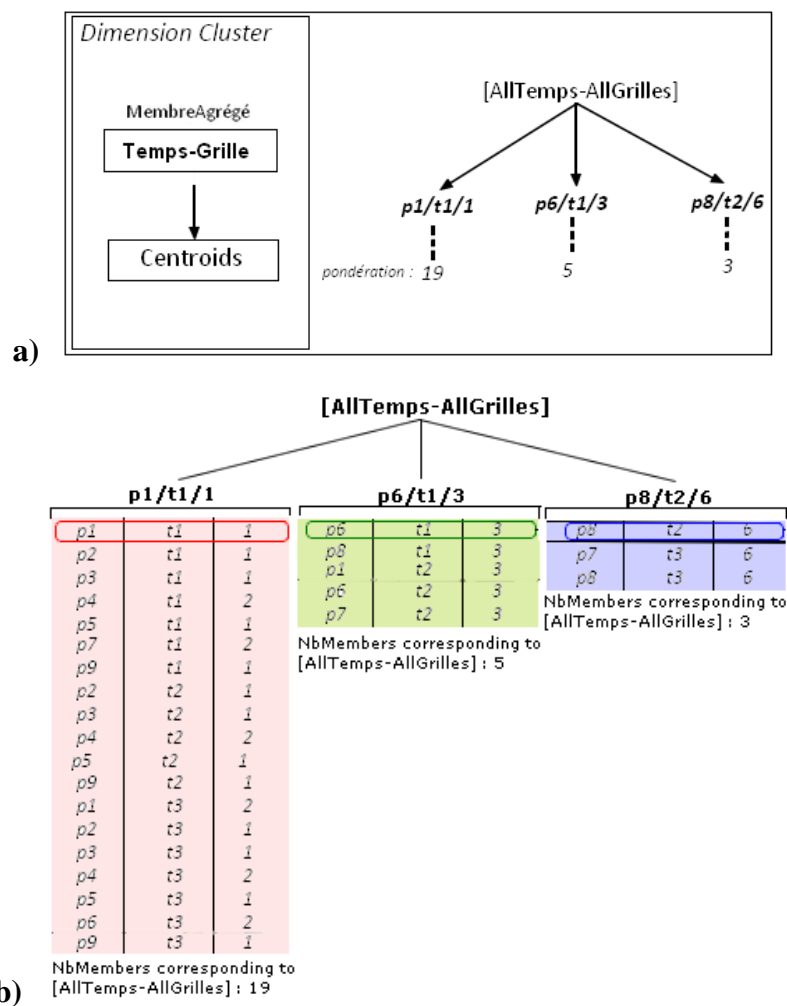 Dimension Cluster
MembreAgrégé
Temps-Grille
Centroids
[AllTemps-AllGrilles]
p1/t1/1 p6/t1/3 p8/t2/6
pondération : 19 5 3
a)
[AllTemps-AllGrilles]
p1/t1/1
p1 t1 1
p2 t1 1
p3 t1 1
p4 t1 2
p5 t1 1
p7 t1 2
p9 t1 1
p2 t2 1
p3 t2 1
p4 t2 2
p5 t2 1
p9 t2 1
p1 t3 2
p2 t3 1
p3 t3 1
p4 t3 2
p5 t3 1
p6 t3 2
p9 t3 1
NbMembers corresponding to
[AllTemps-AllGrilles] : 19
p6/t1/3
p6 t1 3
p8 t1 3
p1 t2 3
p6 t2 3
p7 t2 3
NbMembers corresponding to
[AllTemps-AllGrilles] : 5
p8/t2/6
p8 t2 6
p7 t3 6
p8 t3 6
NbMembers corresponding to
[AllTemps-AllGrilles] : 3
b)